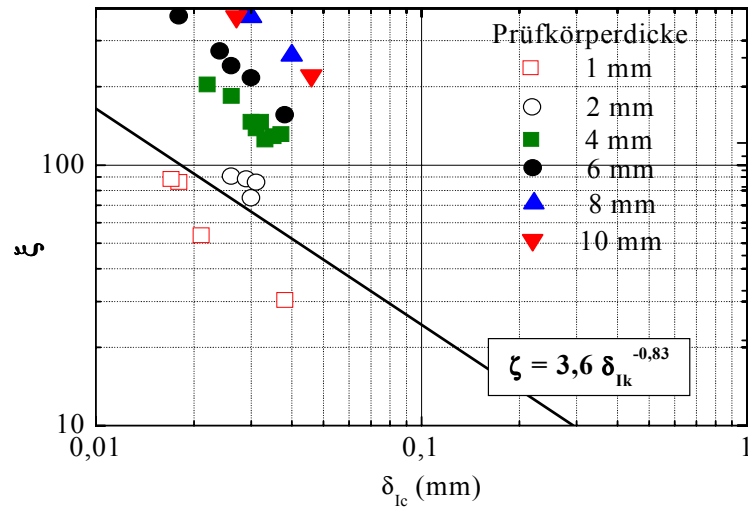 Prüfkörperdicke
1 mm
2 mm
4 mm
6 mm
8 mm
10 mm
100
10
ξ
ζ = 3,6 δIk-0,83
0,01
0,1
1
δIc (mm)